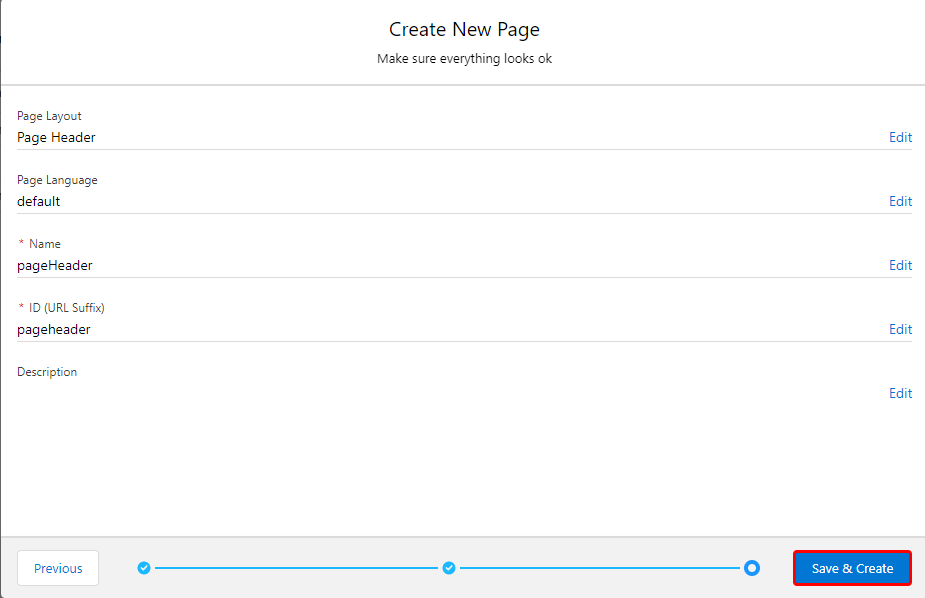 Create New Page
Make sure everything looks ok
Page Layout
Page Header Edit
Page Language
default Edit
* Name
pageHeader Edit
* ID (URL Suffix)
pageheader Edit
Description
Edit
Previous Save & Create